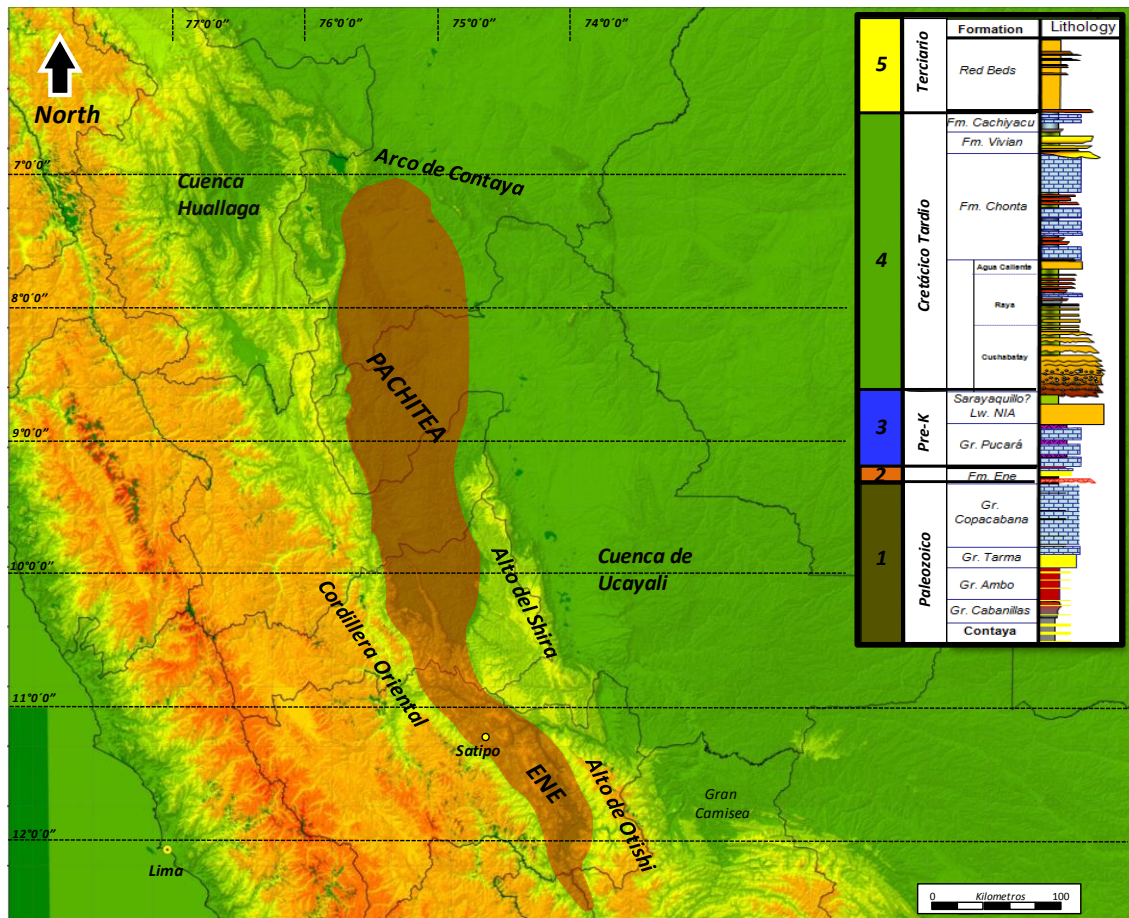 77°0´0´´ 76°0´0´´ 75°0´0´´ 74°0´0´´
North
7°0´0´´
8°0´0´´
9°0´0´´
10°0´0´´
11°0´0´´
12°0´0´´
Arco de Contaya
Cuenca
Huallaga
PACHITEA
Cuenca de
Ucayali
Alto del Shira
Cordillera Oriental
Satipo
ENE
Alto de Otishi
Gran
Camisea
Lima
0 Kilometros 100
Formation Lithology
5 Terciario Red Beds
4 Cretácico Tardio Fm. Cachiyacu
Fm. Vivian
Fm. Chonta
Agua Caliente
Raya
Cushabatay
3 Pre-K Sarayaquillo?
Lw. NIA
Gr. Pucará
2 Fm. Ene
1 Paleozoico Gr.
Copacabana
Gr. Tarma
Gr. Ambo
Gr. Cabanillas
Contaya